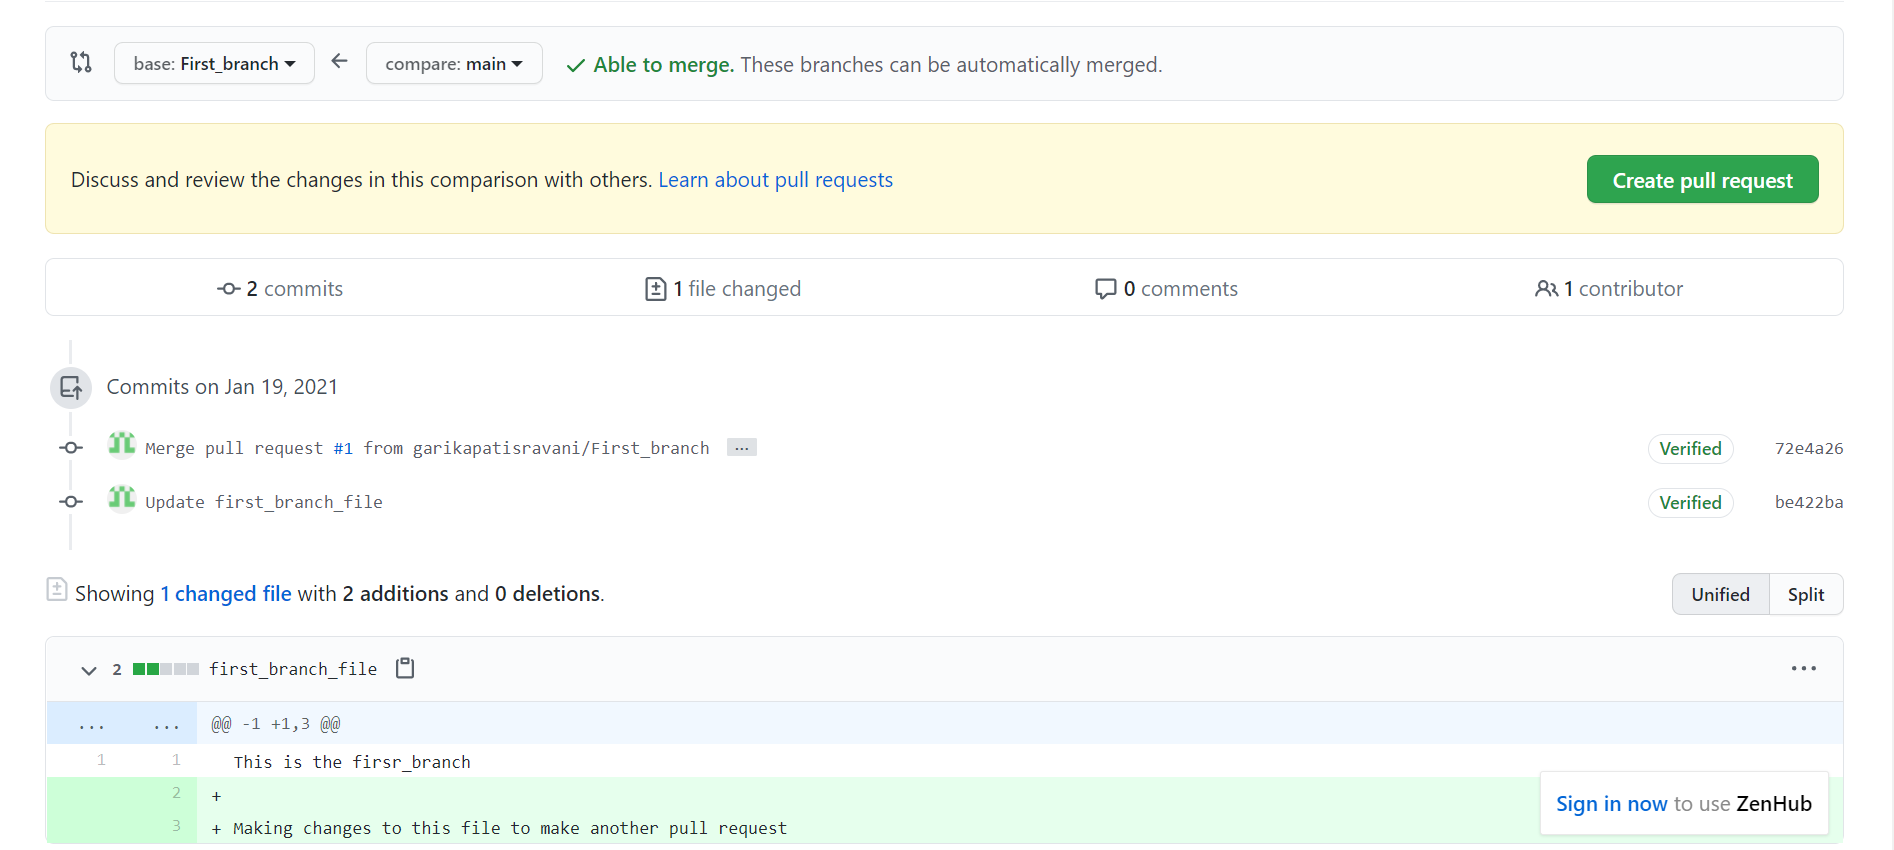 base: First_branch ← compare: main ✓ Able to merge. These branches can be automatically merged.
Discuss and review the changes in this comparison with others. Learn about pull requests
Create pull request
2 commits
1 file changed
0 comments
1 contributor
Commits on Jan 19, 2021
Merge pull request #1 from garikapatisravani/First_branch ... Verified 72e4a26
Update first_branch_file Verified be422ba
Showing 1 changed file with 2 additions and 0 deletions.
Unified Split
2 first_branch_file ...
... ... @@ -1 +1,3 @@
1 1 This is the firsr_branch
2 +
3 + Making changes to this file to make another pull request
Sign in now to use ZenHub